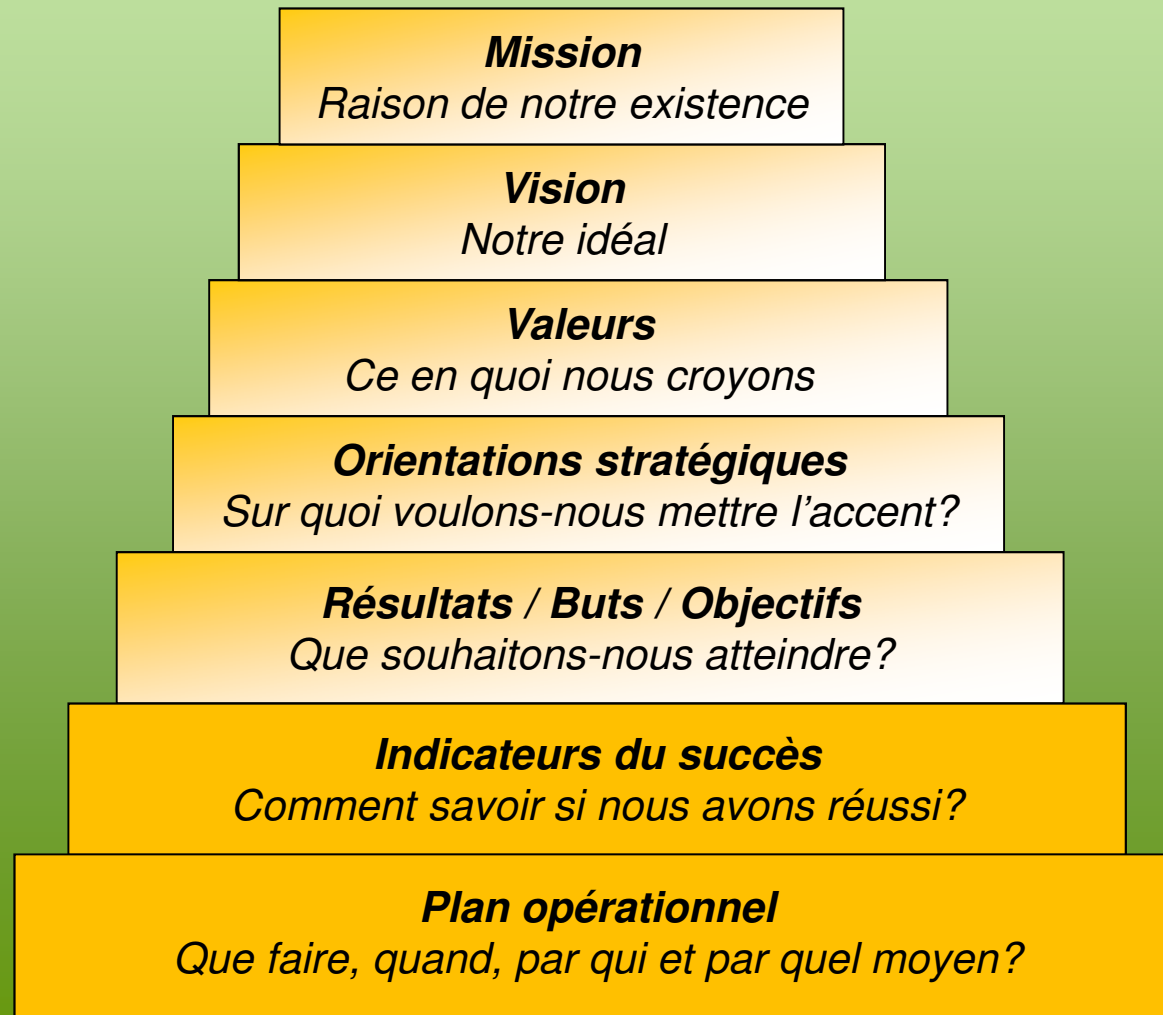 Mission
Raison de notre existence
Vision
Notre idéal
Valeurs
Ce en quoi nous croyons
Orientations stratégiques
Sur quoi voulons-nous mettre l’accent?
Résultats / Buts / Objectifs
Que souhaitons-nous atteindre?
Indicateurs du succès
Comment savoir si nous avons réussi?
Plan opérationnel
Que faire, quand, par qui et par quel moyen?